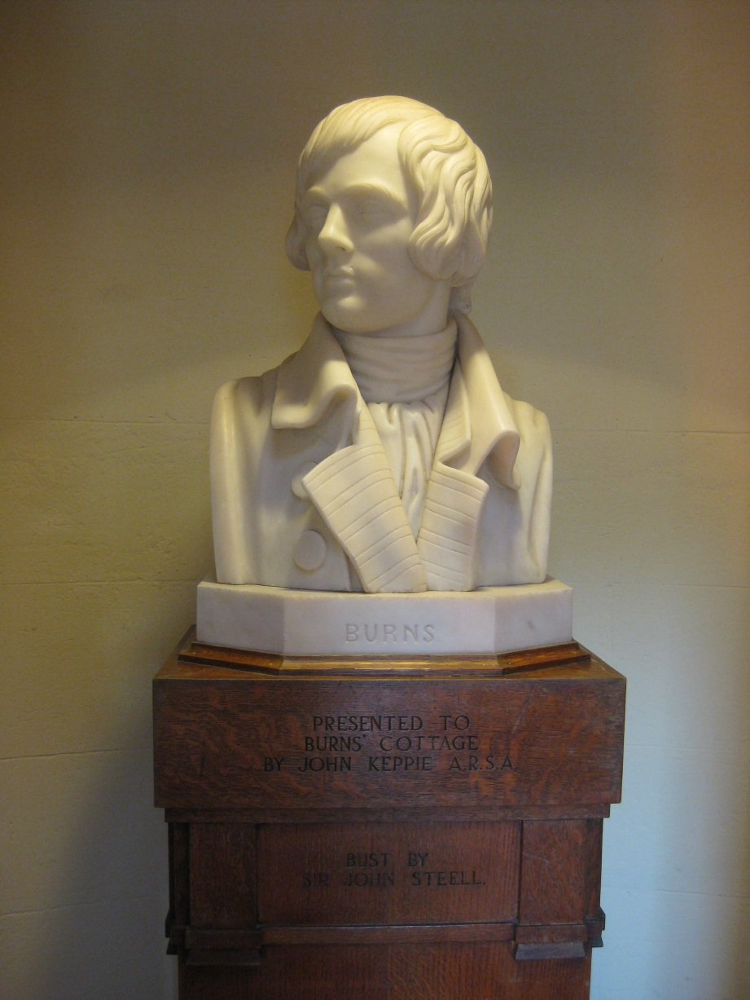 BURNS
PRESENTED TO
BURNS' COTTAGE
BY JOHN KEPPIE A.R.S.A.
BUST BY
SIR JOHN STEELL.